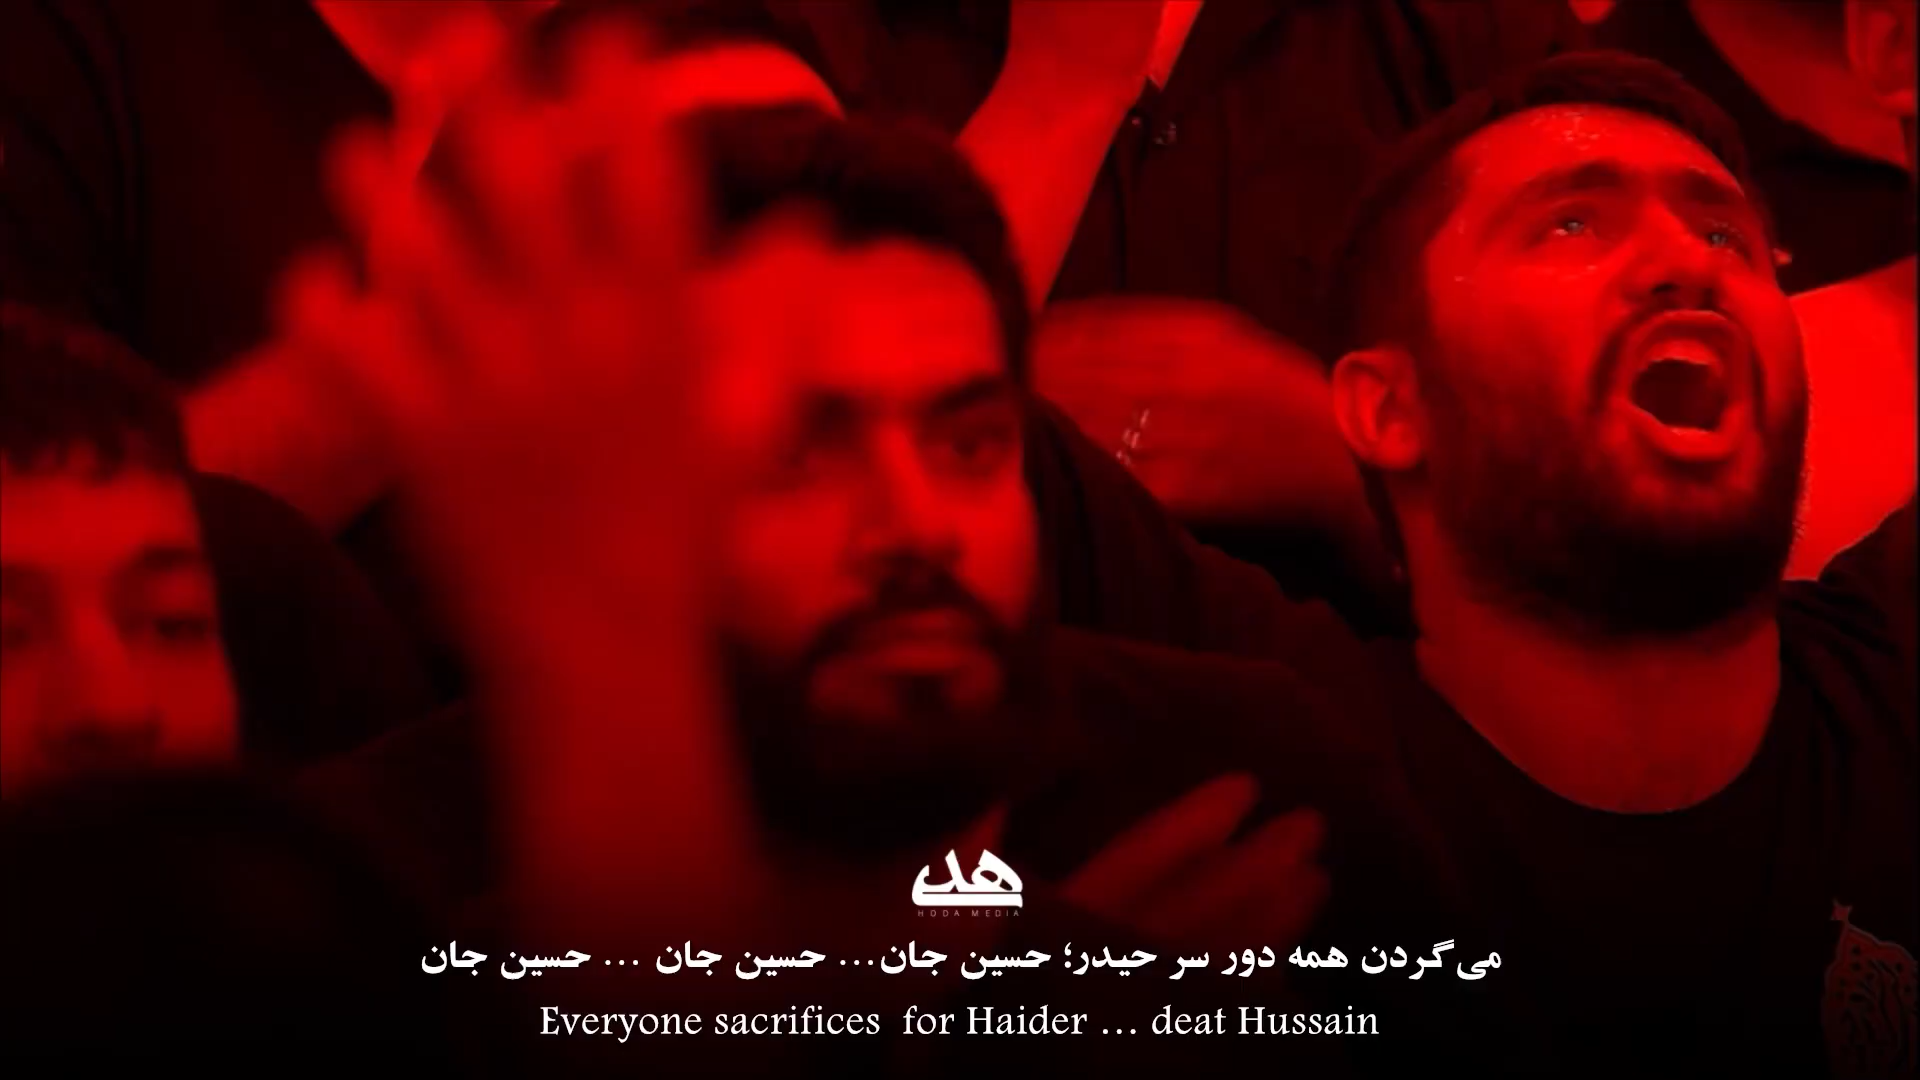 هدی
HODA MEDIA
می‌گردن همه دور سر حیدر؛ حسین جان... حسین جان ... حسین جان
Everyone sacrifices for Haider ... deat Hussain